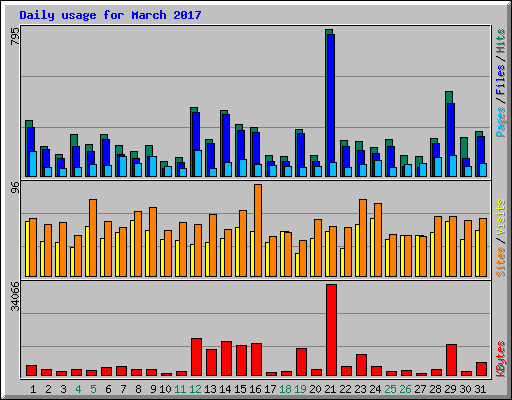 Daily usage for March 2017
795
Pages / Files / Hits
96
Sites / Visits
34066
KBytes
1 2 3 4 5 6 7 8 9 10 11 12 13 14 15 16 17 18 19 20 21 22 23 24 25 26 27 28 29 30 31